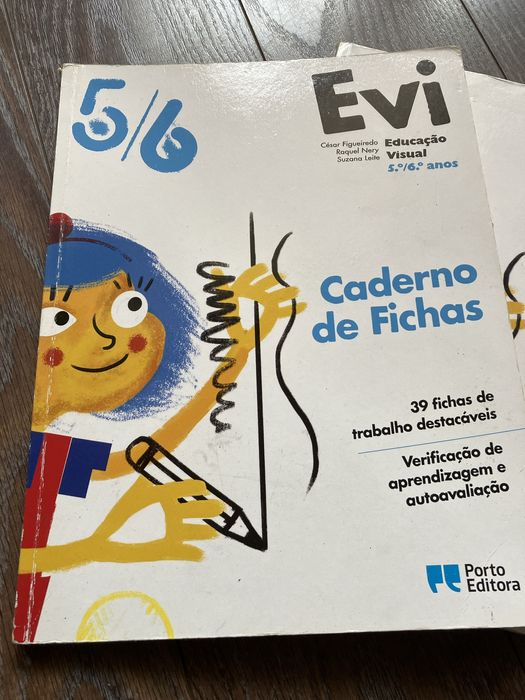 5/6
Evi
César Figueiredo
Raquel Nery
Suzana Leite
Educação
Visual
5.º/6.º anos
Caderno
de Fichas
39 fichas de
trabalho destacáveis
Verificação de
aprendizagem e
autoavaliação
Porto
Editora